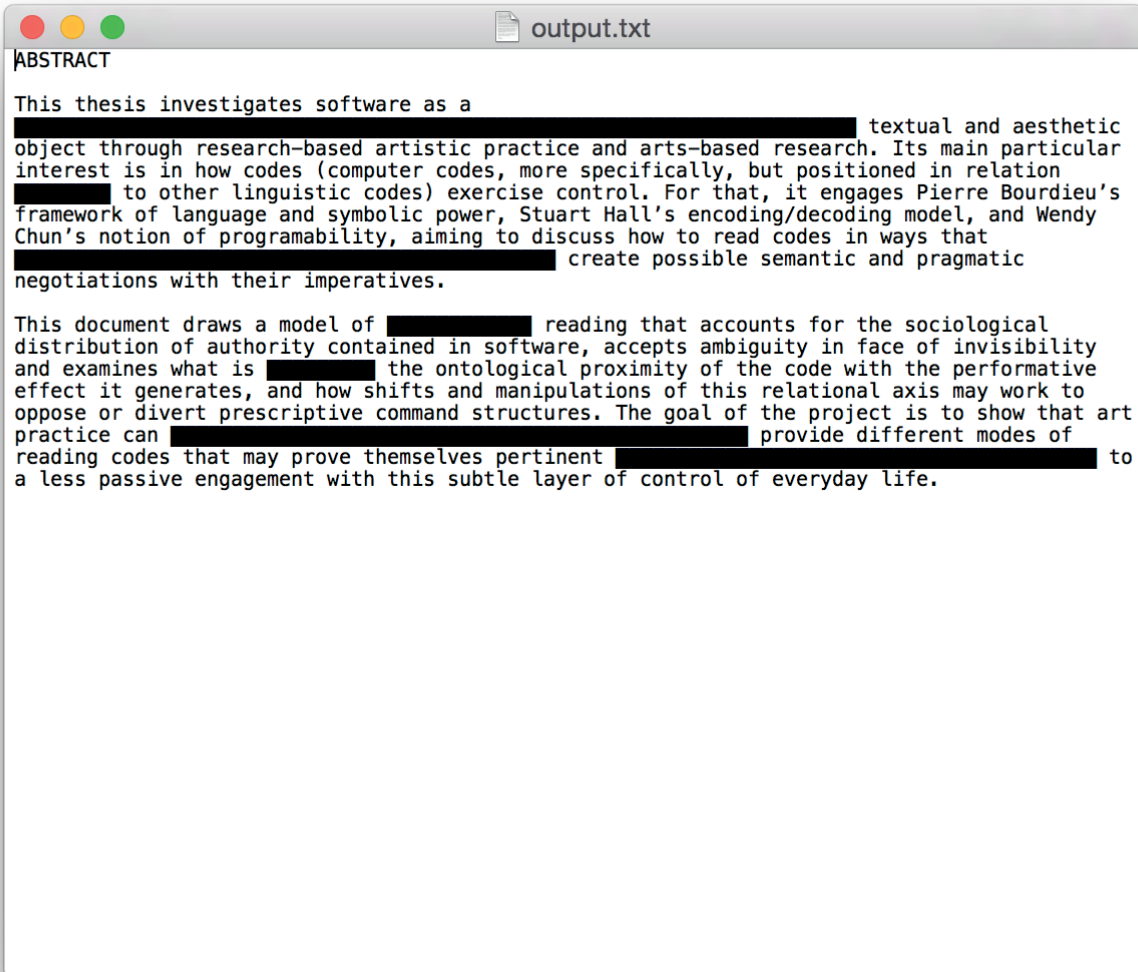 output.txt
ABSTRACT
This thesis investigates software as a
textual and aesthetic
object through research-based artistic practice and arts-based research. Its main particular
interest is in how codes (computer codes, more specifically, but positioned in relation
to other linguistic codes) exercise control. For that, it engages Pierre Bourdieu’s
framework of language and symbolic power, Stuart Hall’s encoding/decoding model, and Wendy
Chun’s notion of programability, aiming to discuss how to read codes in ways that
create possible semantic and pragmatic
negotiations with their imperatives.
This document draws a model of reading that accounts for the sociological
distribution of authority contained in software, accepts ambiguity in face of invisibility
and examines what is the ontological proximity of the code with the performative
effect it generates, and how shifts and manipulations of this relational axis may work to
oppose or divert prescriptive command structures. The goal of the project is to show that art
practice can provide different modes of
reading codes that may prove themselves pertinent to
a less passive engagement with this subtle layer of control of everyday life.